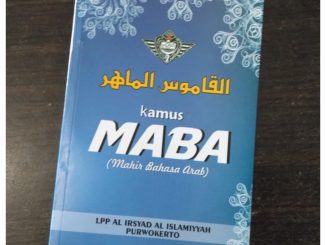 القاموس الماهر
kamus
MABA
(Mahir Bahasa Arab)
LPP AL IRSYAD AL ISLAMIYYAH
PURWOKERTO